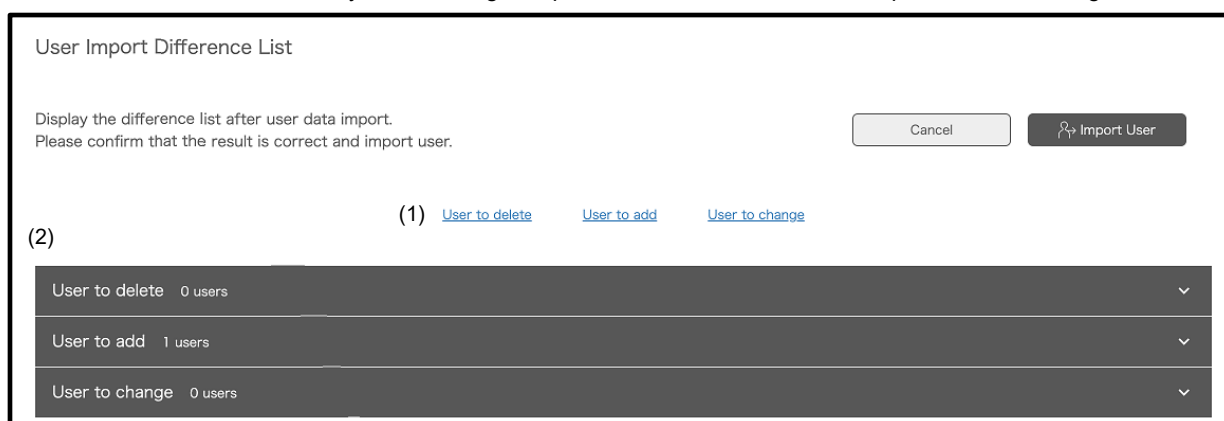 User Import Difference List
Display the difference list after user data import.
Please confirm that the result is correct and import user.
Cancel
Import User
(1) User to delete User to add User to change
(2)
User to delete 0 users
User to add 1 users
User to change 0 users